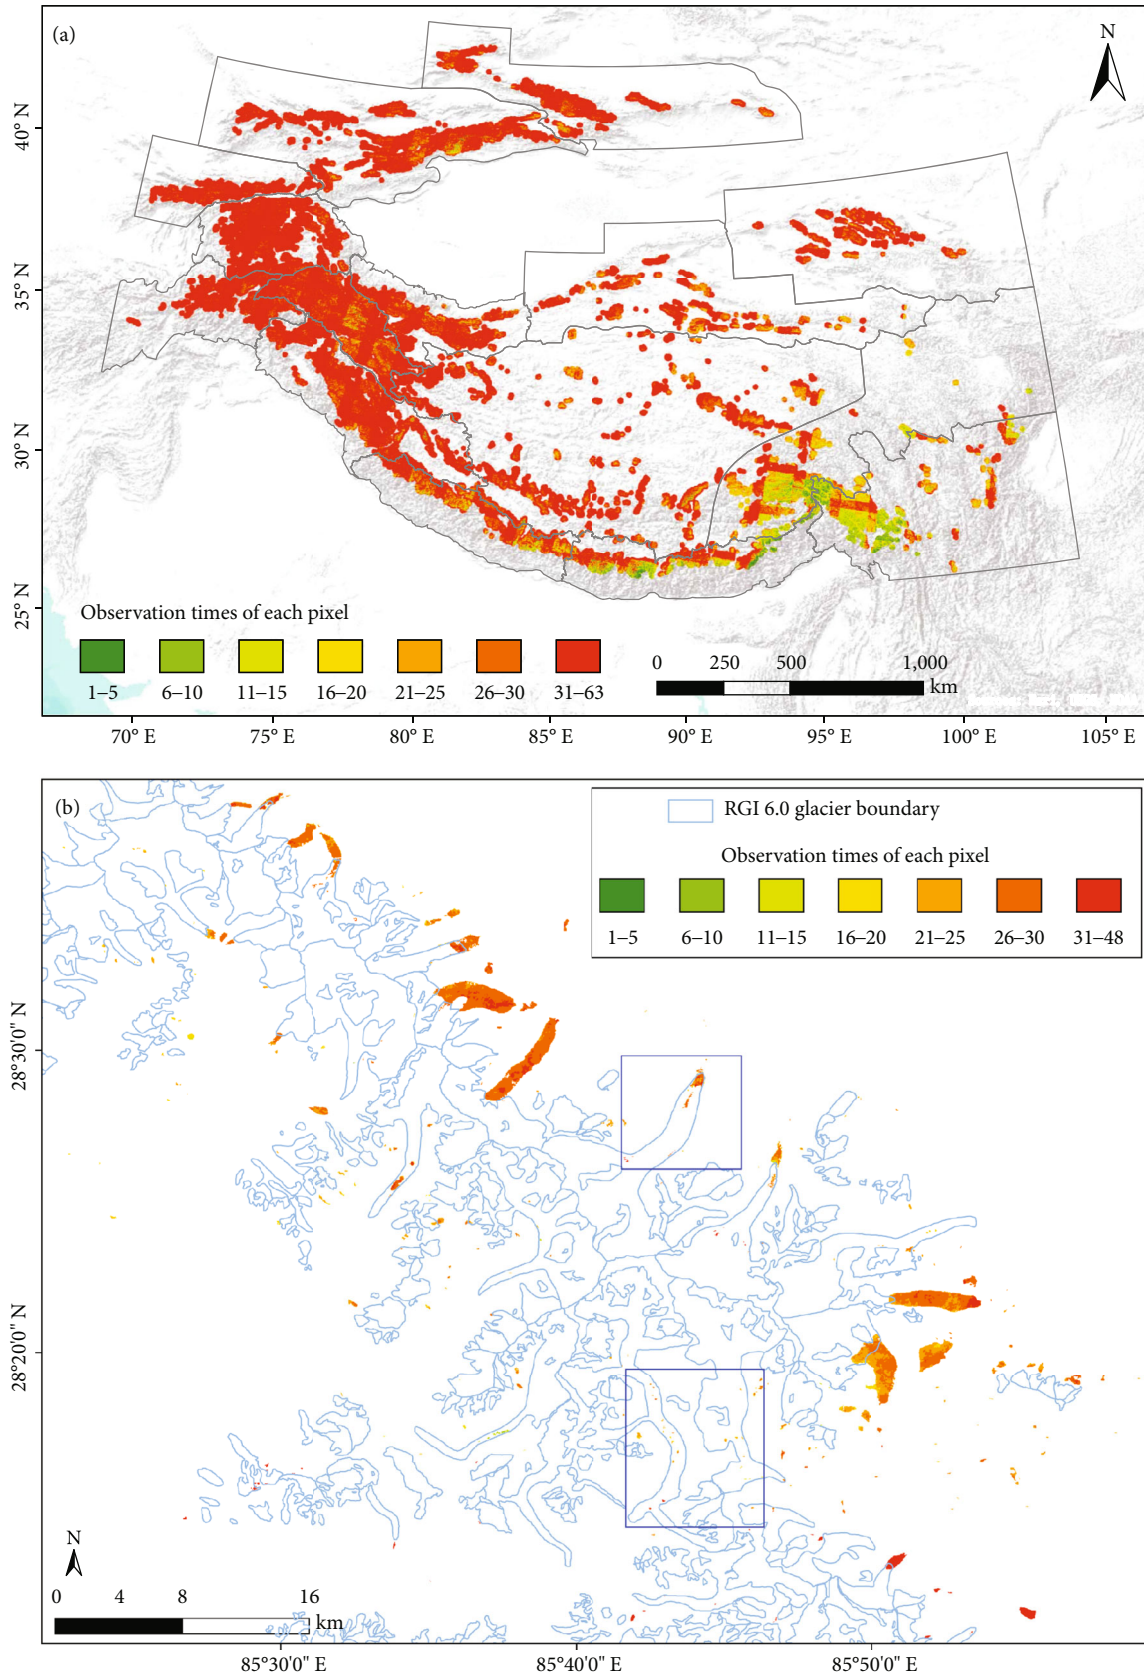 (a)
N
40° N
35° N
30° N
25° N
Observation times of each pixel
1–5 6–10 11–15 16–20 21–25 26–30 31–63
0 250 500 1,000
km
70° E 75° E 80° E 85° E 90° E 95° E 100° E 105° E
(b)
RGI 6.0 glacier boundary
Observation times of each pixel
1–5 6–10 11–15 16–20 21–25 26–30 31–48
28°30'0" N
28°20'0" N
N
0 4 8 16
km
85°30'0" E 85°40'0" E 85°50'0" E